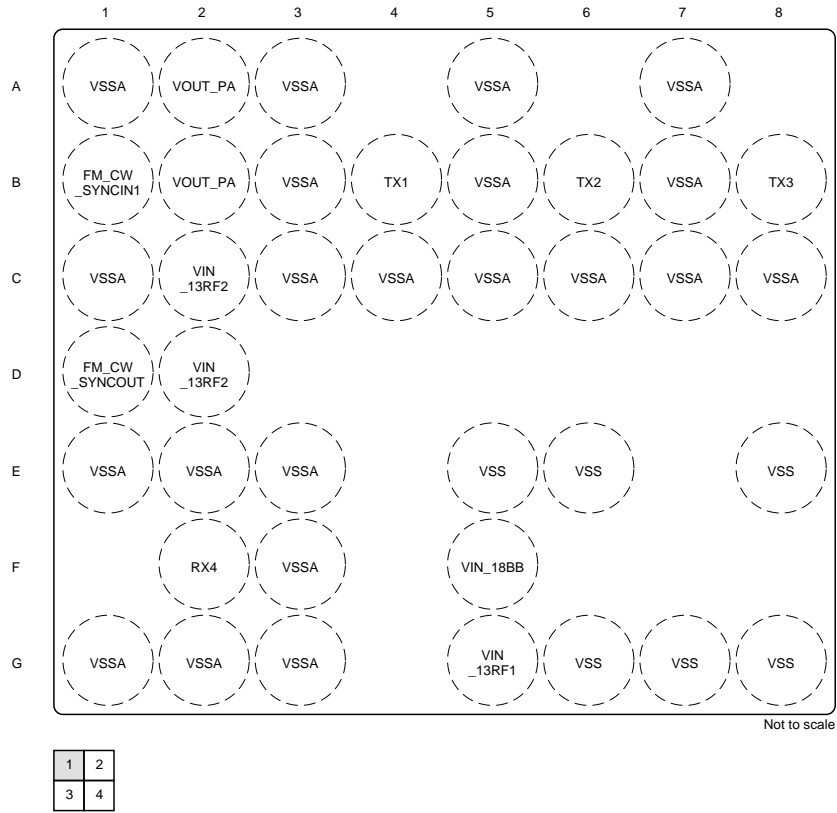 1 2 3 4 5 6 7 8
A VSSA VOUT_PA VSSA VSSA VSSA
B FM_CW
_SYNCIN1 VOUT_PA VSSA TX1 VSSA TX2 VSSA TX3
C VSSA VIN
_13RF2 VSSA VSSA VSSA VSSA VSSA VSSA
D FM_CW
_SYNCOUT VIN
_13RF2
E VSSA VSSA VSSA VSS VSS VSS
F RX4 VSSA VIN_18BB
G VSSA VSSA VSSA VIN
_13RF1 VSS VSS VSS
Not to scale
1 2
3 4